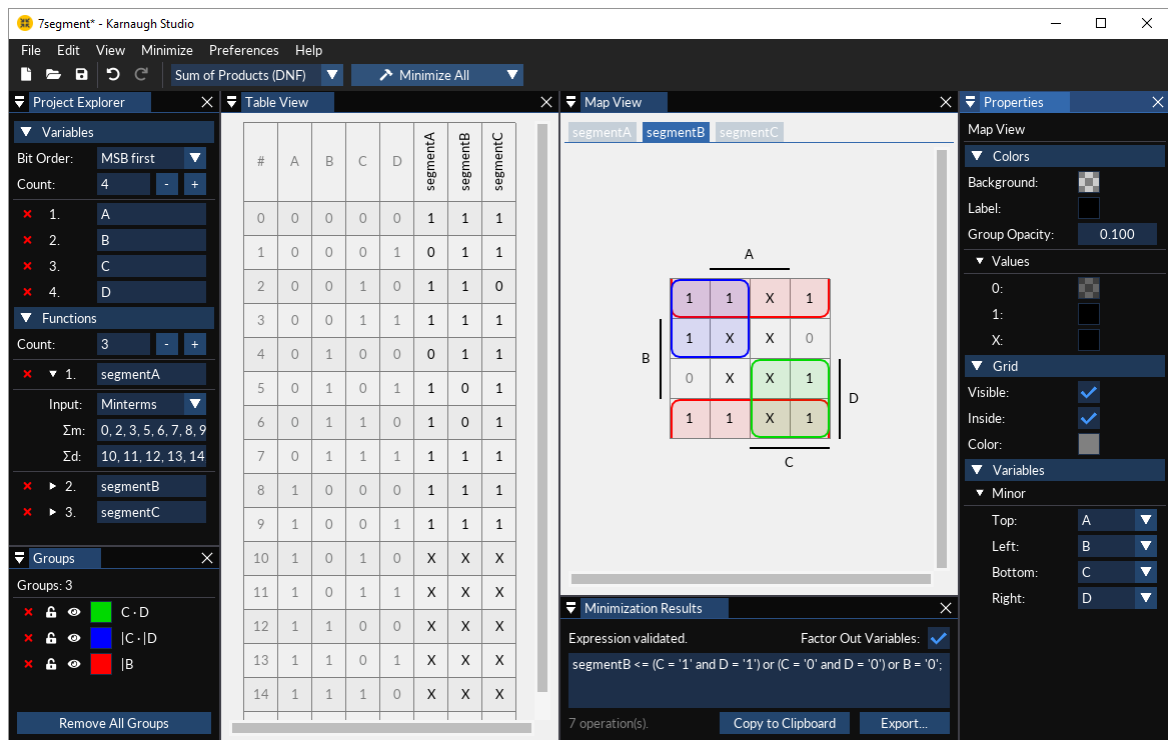 7segment* - Karnaugh Studio
File Edit View Minimize Preferences Help
Sum of Products (DNF) Minimize All
Project Explorer
Variables
Bit Order: MSB first
Count: 4 - +
1. A
2. B
3. C
4. D
Functions
Count: 3 - +
1. segmentA
Input: Minterms
Σm: 0, 2, 3, 5, 6, 7, 8, 9
Σd: 10, 11, 12, 13, 14
2. segmentB
3. segmentC
Groups
Groups: 3
C · D
|C · |D
|B
Remove All Groups
Table View
# A B C D segmentA segmentB segmentC
0 0 0 0 0 1 1 1
1 0 0 0 1 0 1 1
2 0 0 1 0 1 1 0
3 0 0 1 1 1 1 1
4 0 1 0 0 0 1 1
5 0 1 0 1 1 0 1
6 0 1 1 0 1 0 1
7 0 1 1 1 1 1 1
8 1 0 0 0 1 1 1
9 1 0 0 1 1 1 1
10 1 0 1 0 X X X
11 1 0 1 1 X X X
12 1 1 0 0 X X X
13 1 1 0 1 X X X
14 1 1 1 0 X X X
Map View
segmentA segmentB segmentC
A
1 1 X 1
1 X X 0
B
0 X X 1
D
1 1 X 1
C
Minimization Results
Expression validated. Factor Out Variables:
segmentB <= (C = '1' and D = '1') or (C = '0' and D = '0') or B = '0';
7 operation(s). Copy to Clipboard Export...
Properties
Map View
Colors
Background:
Label:
Group Opacity: 0.100
Values
0:
1:
X:
Grid
Visible:
Inside:
Color:
Variables
Minor
Top: A
Left: B
Bottom: C
Right: D